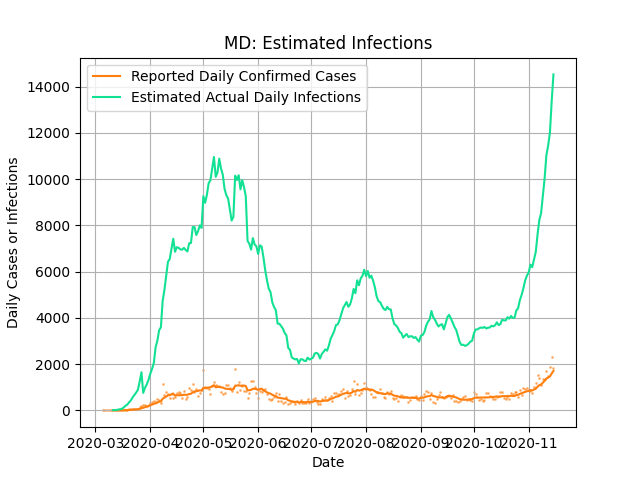 MD: Estimated Infections
Reported Daily Confirmed Cases
Estimated Actual Daily Infections
14000
12000
10000
8000
6000
4000
2000
0
Daily Cases or Infections
2020-03 2020-04 2020-05 2020-06 2020-07 2020-08 2020-09 2020-10 2020-11
Date